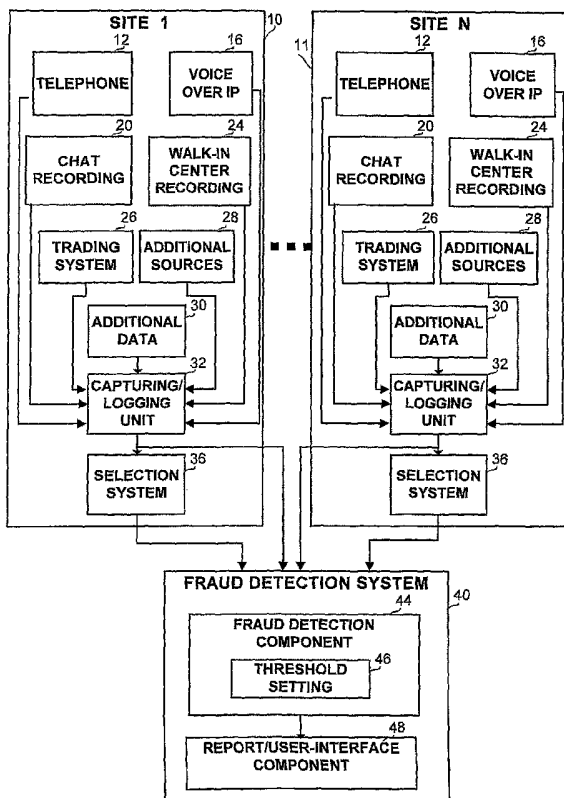 SITE 1
10
12
TELEPHONE
16
VOICE
OVER IP
20
CHAT
RECORDING
24
WALK-IN
CENTER
RECORDING
26
TRADING
SYSTEM
28
ADDITIONAL
SOURCES
30
ADDITIONAL
DATA
32
CAPTURING/
LOGGING
UNIT
36
SELECTION
SYSTEM
SITE N
11
12
TELEPHONE
16
VOICE
OVER IP
20
CHAT
RECORDING
24
WALK-IN
CENTER
RECORDING
26
TRADING
SYSTEM
28
ADDITIONAL
SOURCES
30
ADDITIONAL
DATA
32
CAPTURING/
LOGGING
UNIT
36
SELECTION
SYSTEM
FRAUD DETECTION SYSTEM
40
44
FRAUD DETECTION
COMPONENT
46
THRESHOLD
SETTING
48
REPORT/USER-INTERFACE
COMPONENT